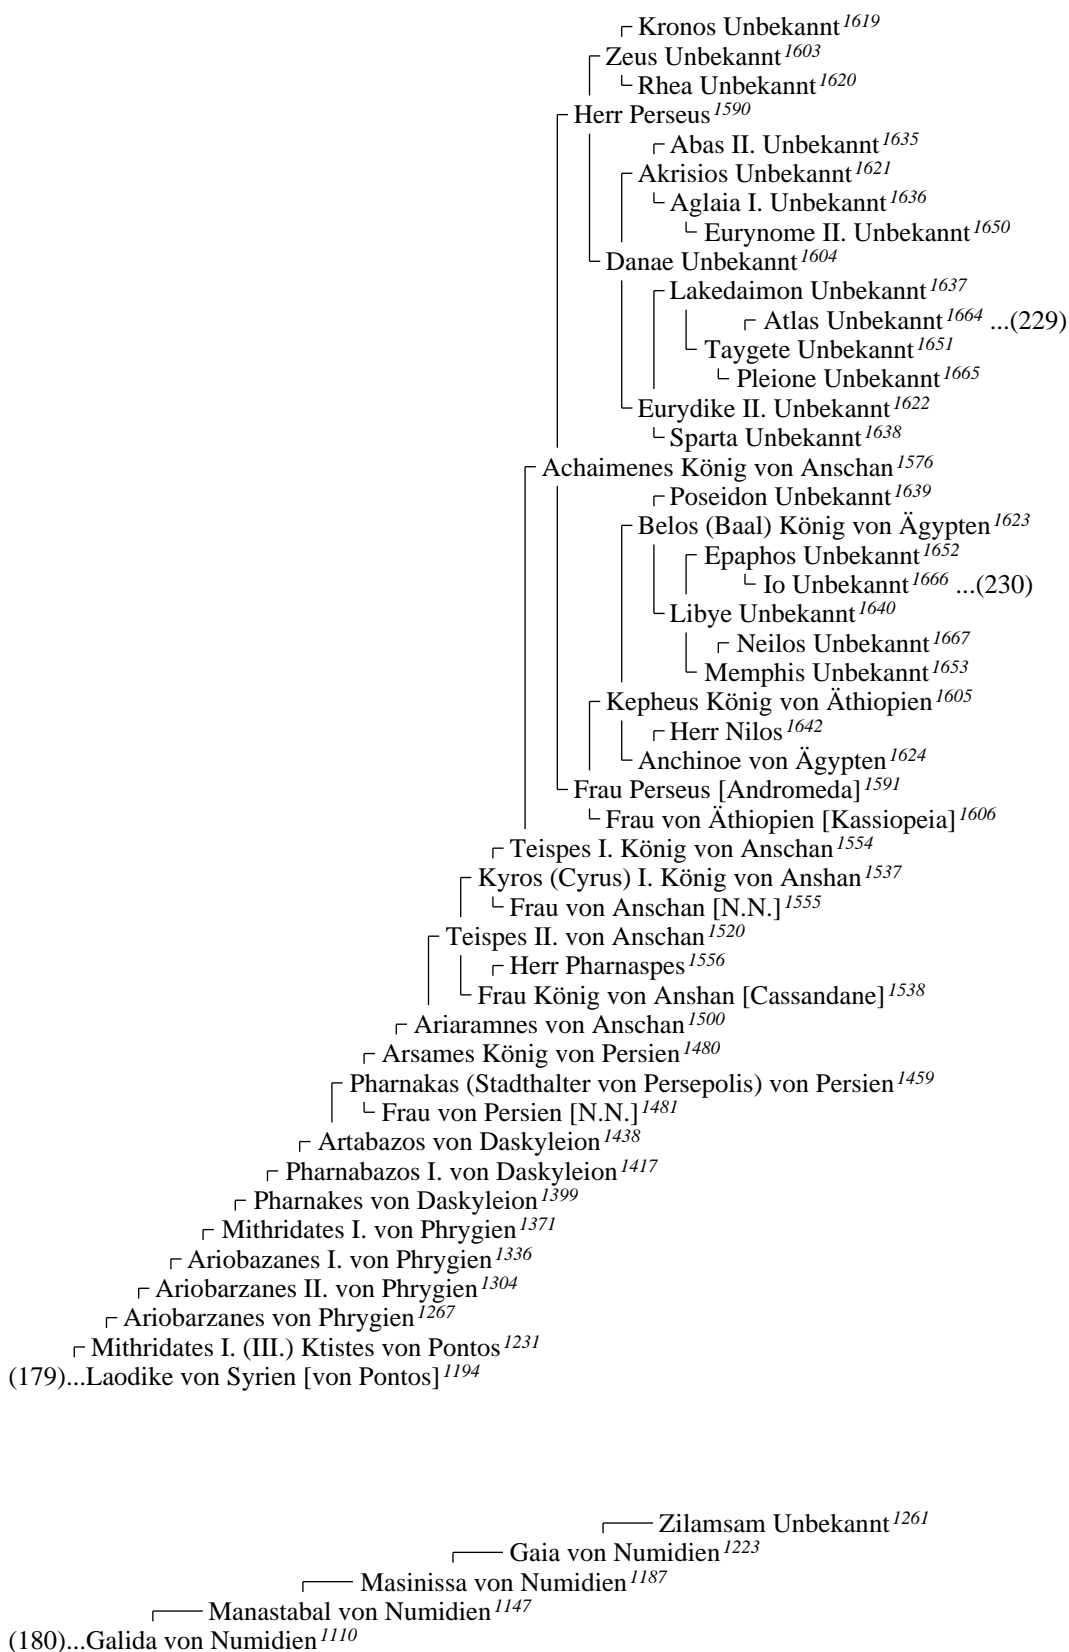 Kronos Unbekannt 1619
Zeus Unbekannt 1603
Rhea Unbekannt 1620
Herr Perseus 1590
Abas II. Unbekannt 1635
Akrisios Unbekannt 1621
Aglaia I. Unbekannt 1636
Eurynome II. Unbekannt 1650
Danae Unbekannt 1604
Lakedaimon Unbekannt 1637
Atlas Unbekannt 1664 ...(229)
Taygete Unbekannt 1651
Pleione Unbekannt 1665
Eurydike II. Unbekannt 1622
Sparta Unbekannt 1638
Achaimenes König von Anschan 1576
Poseidon Unbekannt 1639
Belos (Baal) König von Ägypten 1623
Epaphos Unbekannt 1652
Io Unbekannt 1666 ...(230)
Libye Unbekannt 1640
Neilos Unbekannt 1667
Memphis Unbekannt 1653
Kepheus König von Äthiopien 1605
Herr Nilos 1642
Anchinoe von Ägypten 1624
Frau Perseus [Andromeda] 1591
Frau von Äthiopien [Kassiopeia] 1606
Teispes I. König von Anschan 1554
Kyros (Cyrus) I. König von Anshan 1537
Frau von Anschan [N.N.] 1555
Teispes II. von Anschan 1520
Herr Pharnaspes 1556
Frau König von Anshan [Cassandane] 1538
Ariaramnes von Anschan 1500
Arsames König von Persien 1480
Pharnakas (Stadthalter von Persepolis) von Persien 1459
Frau von Persien [N.N.] 1481
Artabazos von Daskyleion 1438
Pharnabazos I. von Daskyleion 1417
Pharnakes von Daskyleion 1399
Mithridates I. von Phrygien 1371
Ariobazanes I. von Phrygien 1336
Ariobarzanes II. von Phrygien 1304
Ariobarzanes von Phrygien 1267
Mithridates I. (III.) Ktistes von Pontos 1231
(179)...Laodike von Syrien [von Pontos] 1194
Zilamsam Unbekannt 1261
Gaia von Numidien 1223
Masinissa von Numidien 1187
Manastabal von Numidien 1147
(180)...Galida von Numidien 1110